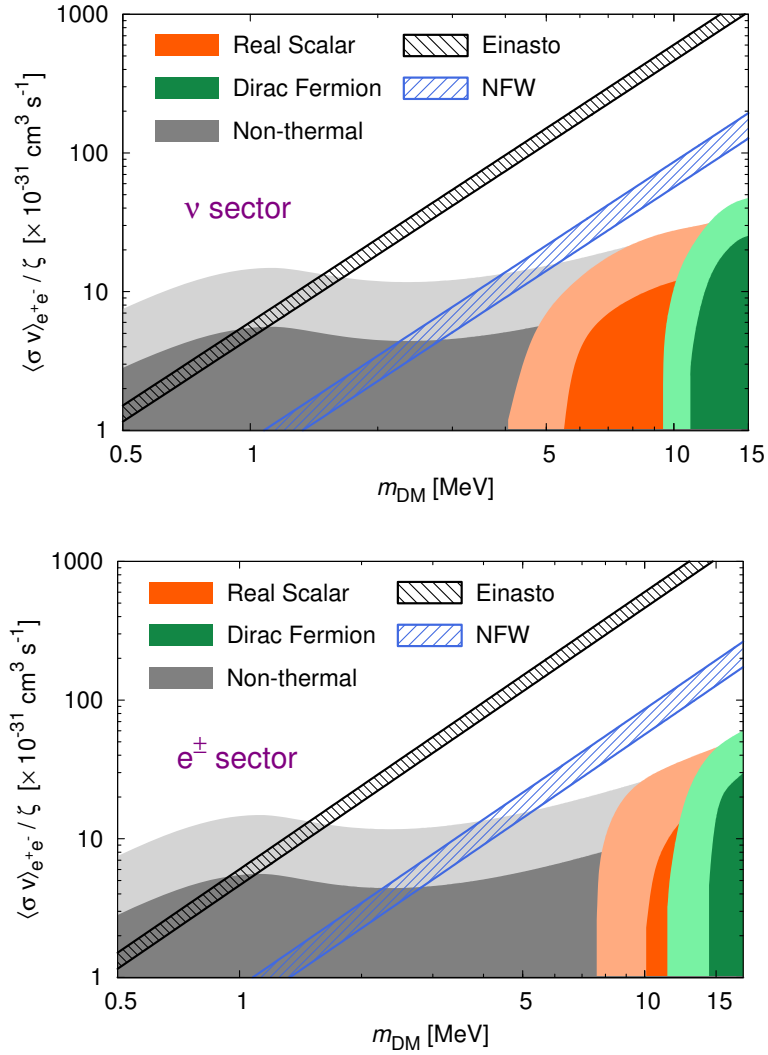 1000
100
10
1
⟨σ v⟩e⁺e⁻ / ζ [× 10⁻³¹ cm³ s⁻¹]
Real Scalar
Dirac Fermion
Non-thermal
Einasto
NFW
ν sector
0.5 1 5 10 15
mDM [MeV]
1000
100
10
1
⟨σ v⟩e⁺e⁻ / ζ [× 10⁻³¹ cm³ s⁻¹]
Real Scalar
Dirac Fermion
Non-thermal
Einasto
NFW
e± sector
0.5 1 5 10 15
mDM [MeV]